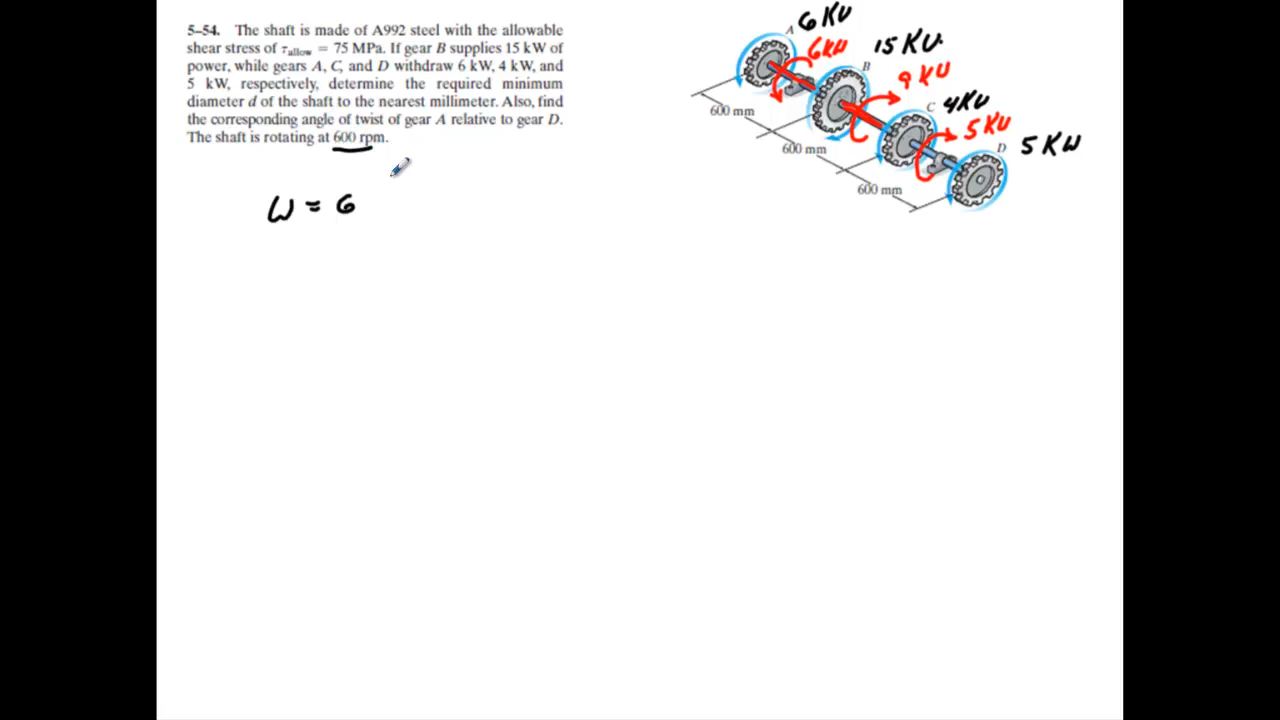 5–54. The shaft is made of A992 steel with the allowable
shear stress of τallow = 75 MPa. If gear B supplies 15 kW of
power, while gears A, C, and D withdraw 6 kW, 4 kW, and
5 kW, respectively, determine the required minimum
diameter d of the shaft to the nearest millimeter. Also, find
the corresponding angle of twist of gear A relative to gear D.
The shaft is rotating at 600 rpm.
ω = 6
A 6 KW
6KW
15 KW
B
9 KW
C 4KW
5 KW
D 5 KW
600 mm
600 mm
600 mm